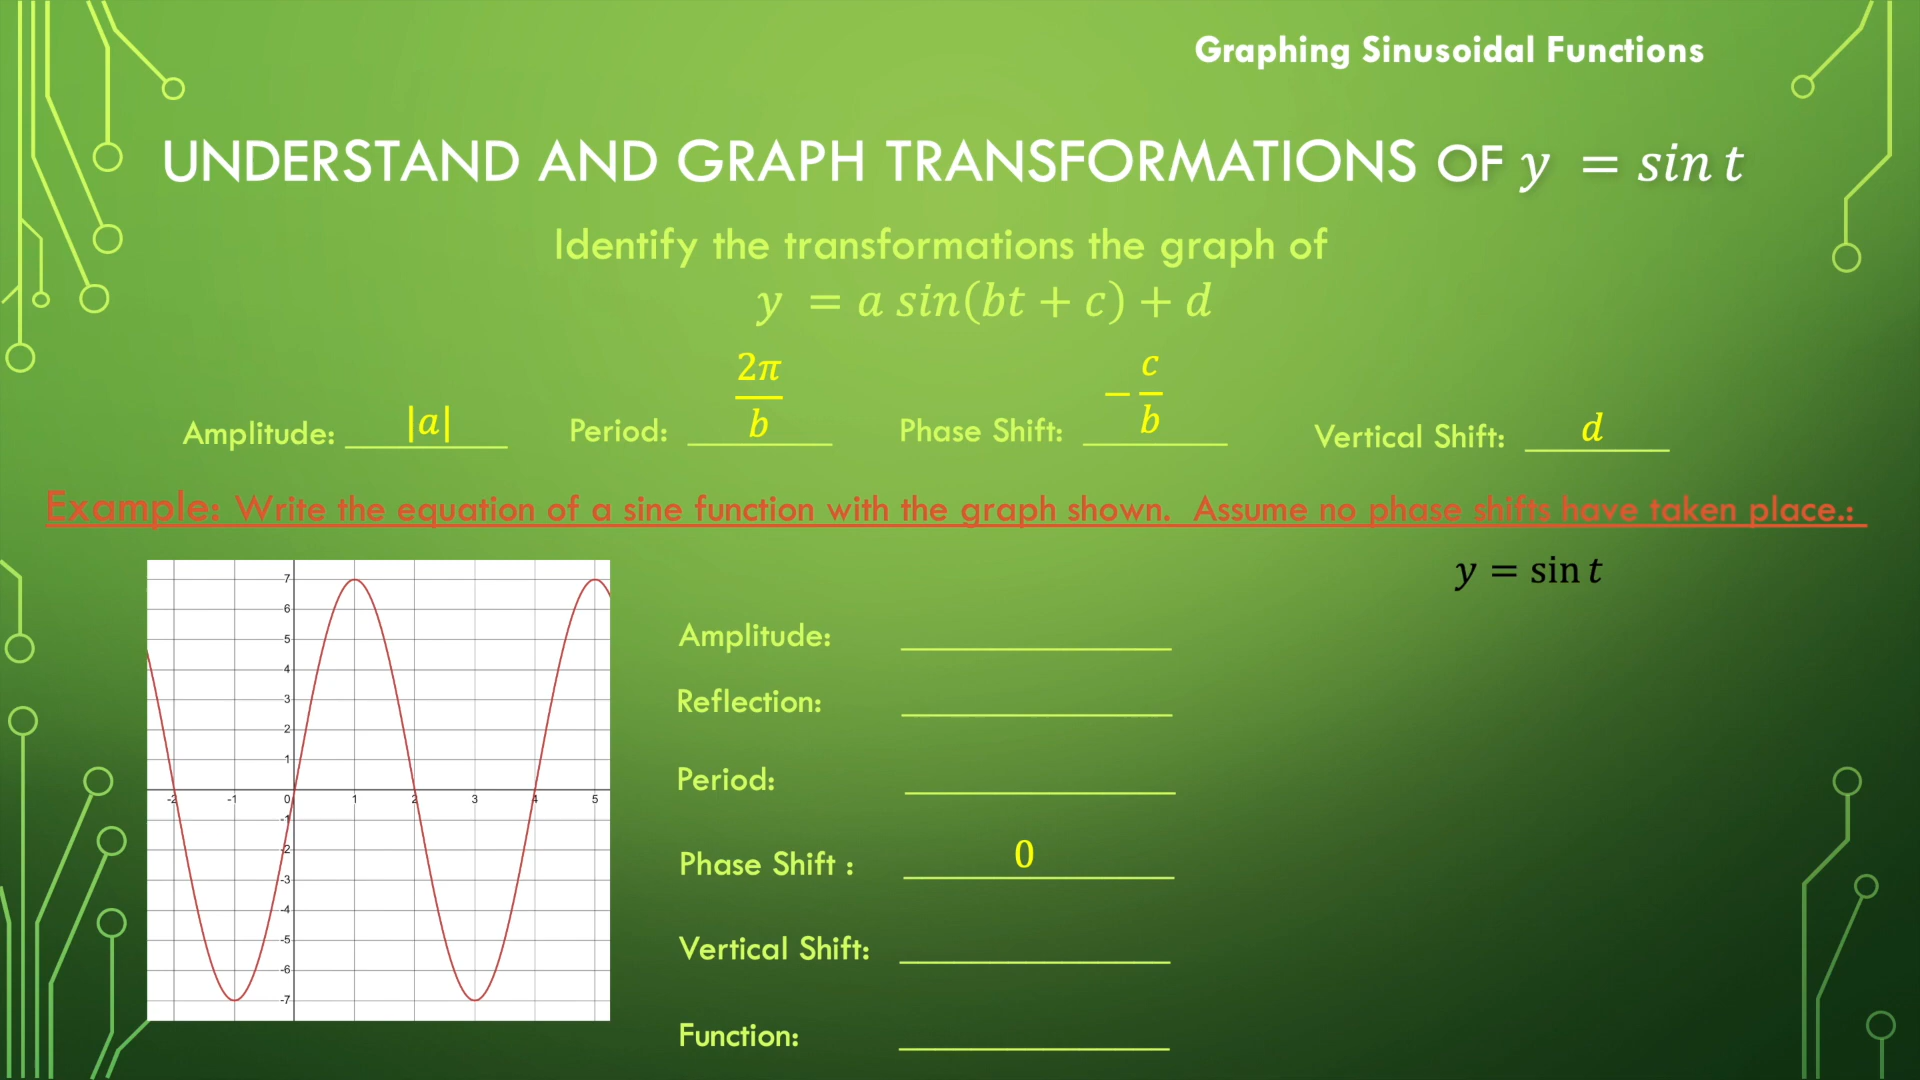 Graphing Sinusoidal Functions
UNDERSTAND AND GRAPH TRANSFORMATIONS OF y = sin t
Identify the transformations the graph of
y = a sin(bt + c) + d
Amplitude: |a| Period: 2π/b Phase Shift: −c/b Vertical Shift: d
Example: Write the equation of a sine function with the graph shown. Assume no phase shifts have taken place.:
y = sin t
7
6
5
4
3
2
1
-2 -1 0 1 2 3 4 5
-1
-2
-3
-4
-5
-6
-7
Amplitude:
Reflection:
Period:
Phase Shift : 0
Vertical Shift:
Function: